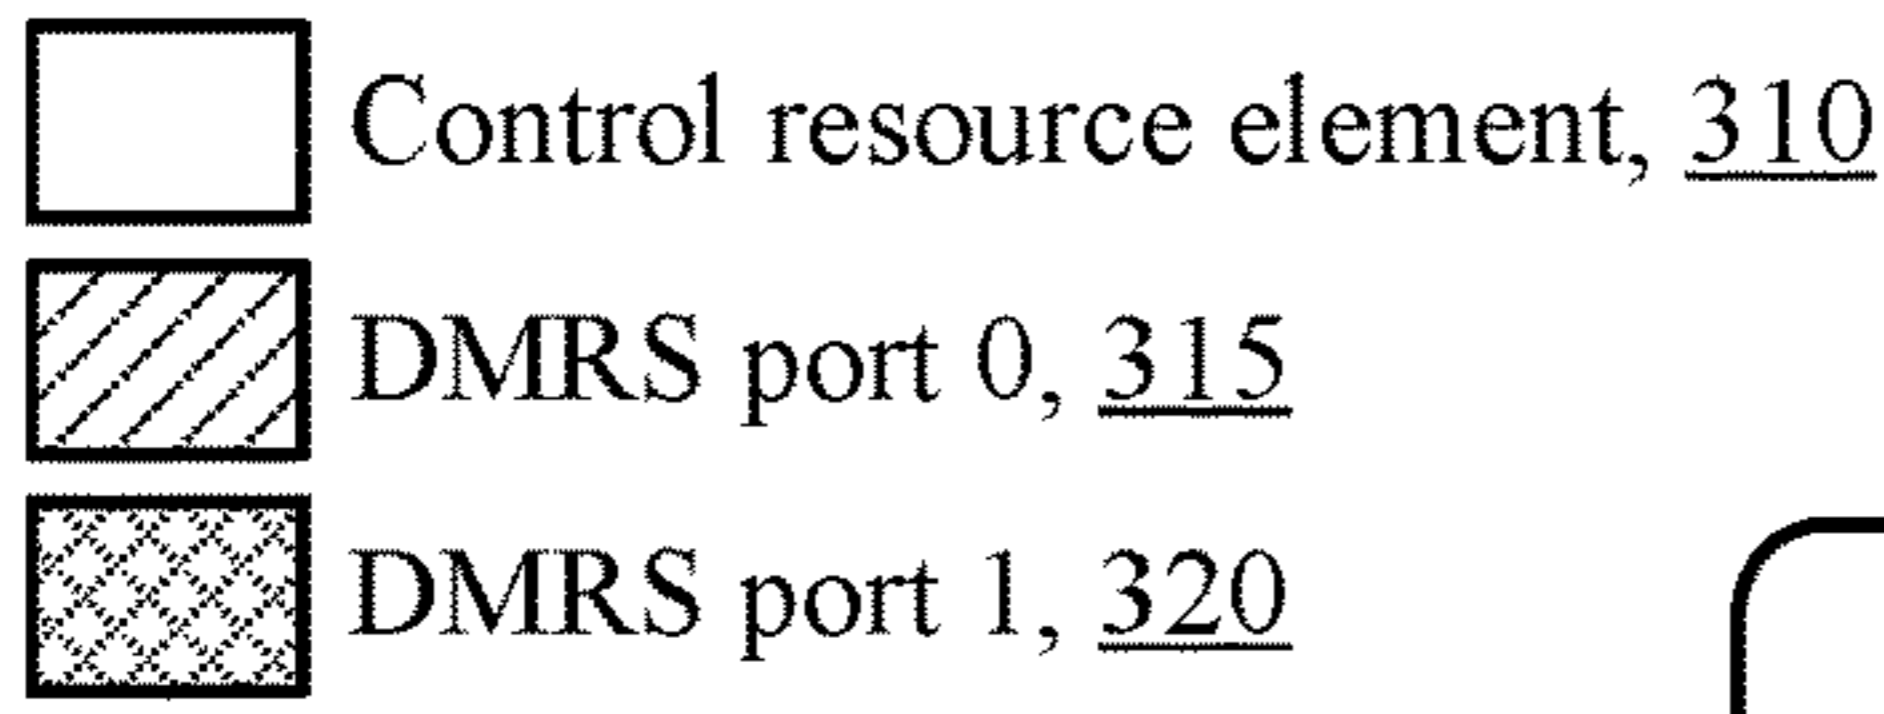 Control resource element, 310
DMRS port 0, 315
DMRS port 1, 320